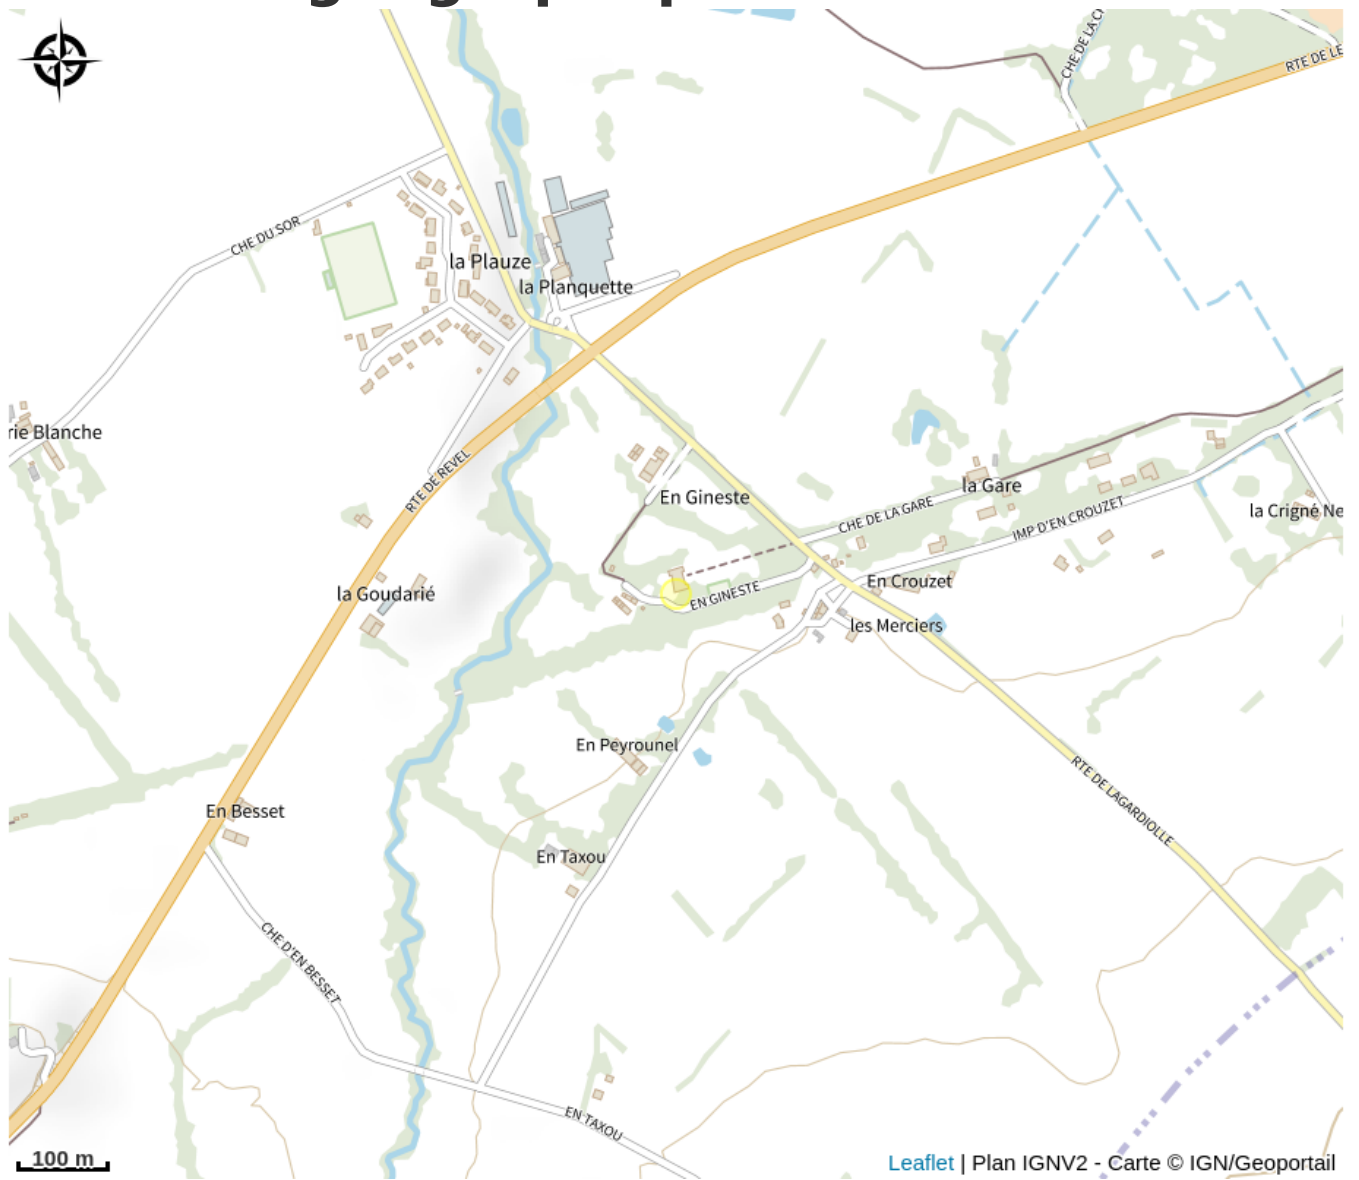 CHE DE LA C
RTE DE LE
CHE DU SOR
la Plauze
la Planquette
rie Blanche
RTE DE REVEL
la Gare
En Gineste
CHE DE LA GARE
la Crigné Ne
IMP D'EN CROUZET
En Crouzet
la Goudarié
EN GINESTE
les Merciers
En Peyrounel
RTE DE LAGARDIOLLE
En Besset
En Taxou
CHE D'EN BESSET
EN TAXOU
100 m
Leaflet | Plan IGNV2 - Carte © IGN/Geoportail